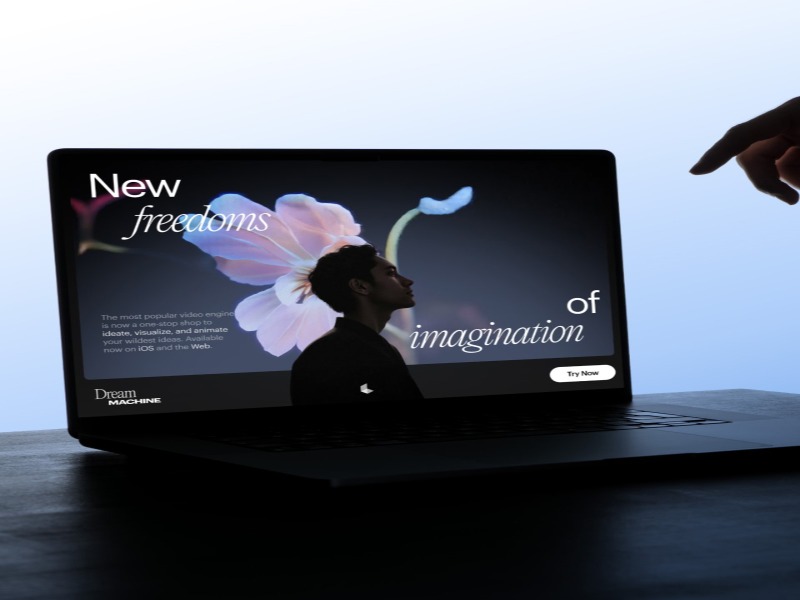 New
freedoms
The most popular video engine
is now a one-stop shop to
ideate, visualize, and animate
your wildest ideas. Available
now on iOS and the Web.
of
imagination
Try Now
Dream
MACHINE